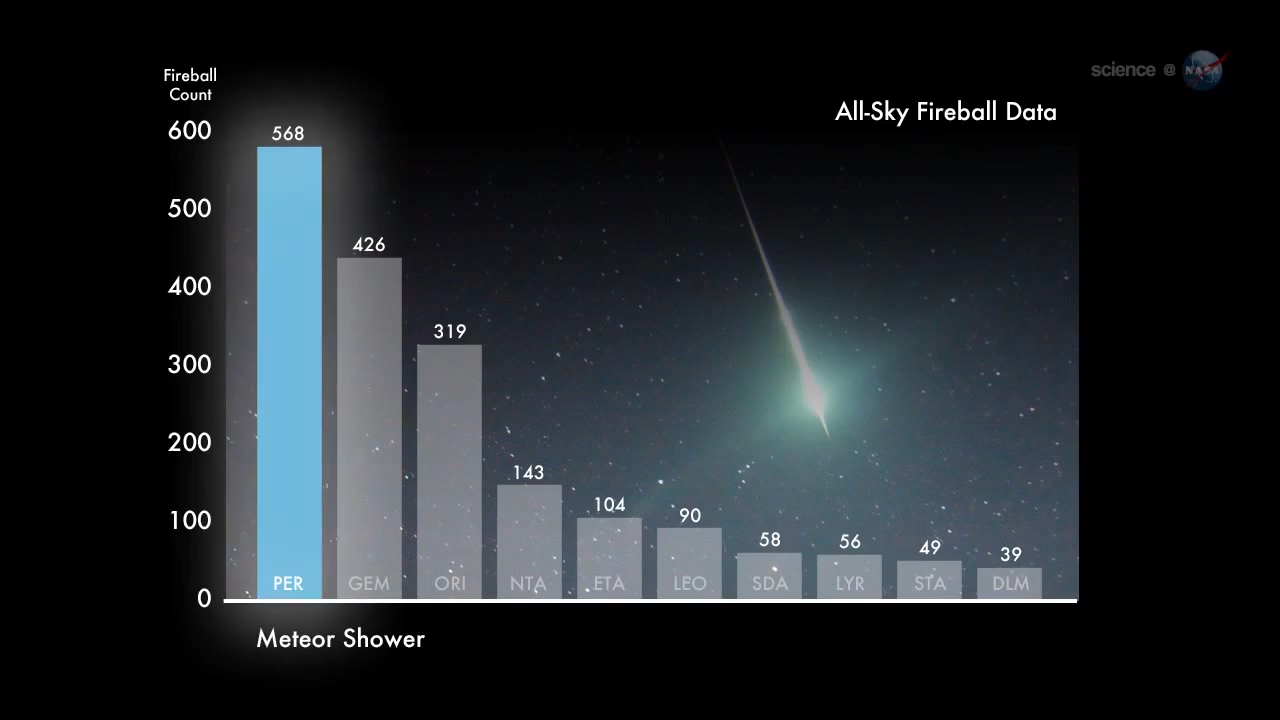 science @ NASA
All-Sky Fireball Data
Fireball
Count
600
500
400
300
200
100
0
568
426
319
143
104
90
58
56
49
39
PER GEM ORI NTA ETA LEO SDA LYR STA DLM
Meteor Shower